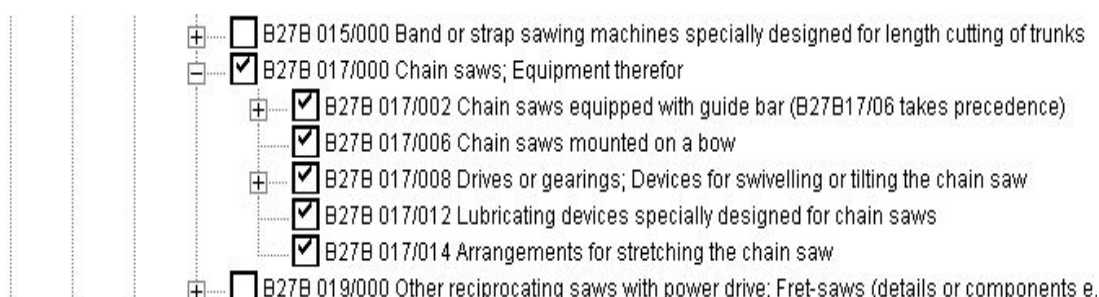 B27B 015/000 Band or strap sawing machines specially designed for length cutting of trunks
B27B 017/000 Chain saws; Equipment therefor
B27B 017/002 Chain saws equipped with guide bar (B27B17/06 takes precedence)
B27B 017/006 Chain saws mounted on a bow
B27B 017/008 Drives or gearings; Devices for swivelling or tilting the chain saw
B27B 017/012 Lubricating devices specially designed for chain saws
B27B 017/014 Arrangements for stretching the chain saw
B27B 019/000 Other reciprocating saws with power drive; Fret-saws (details or components e.